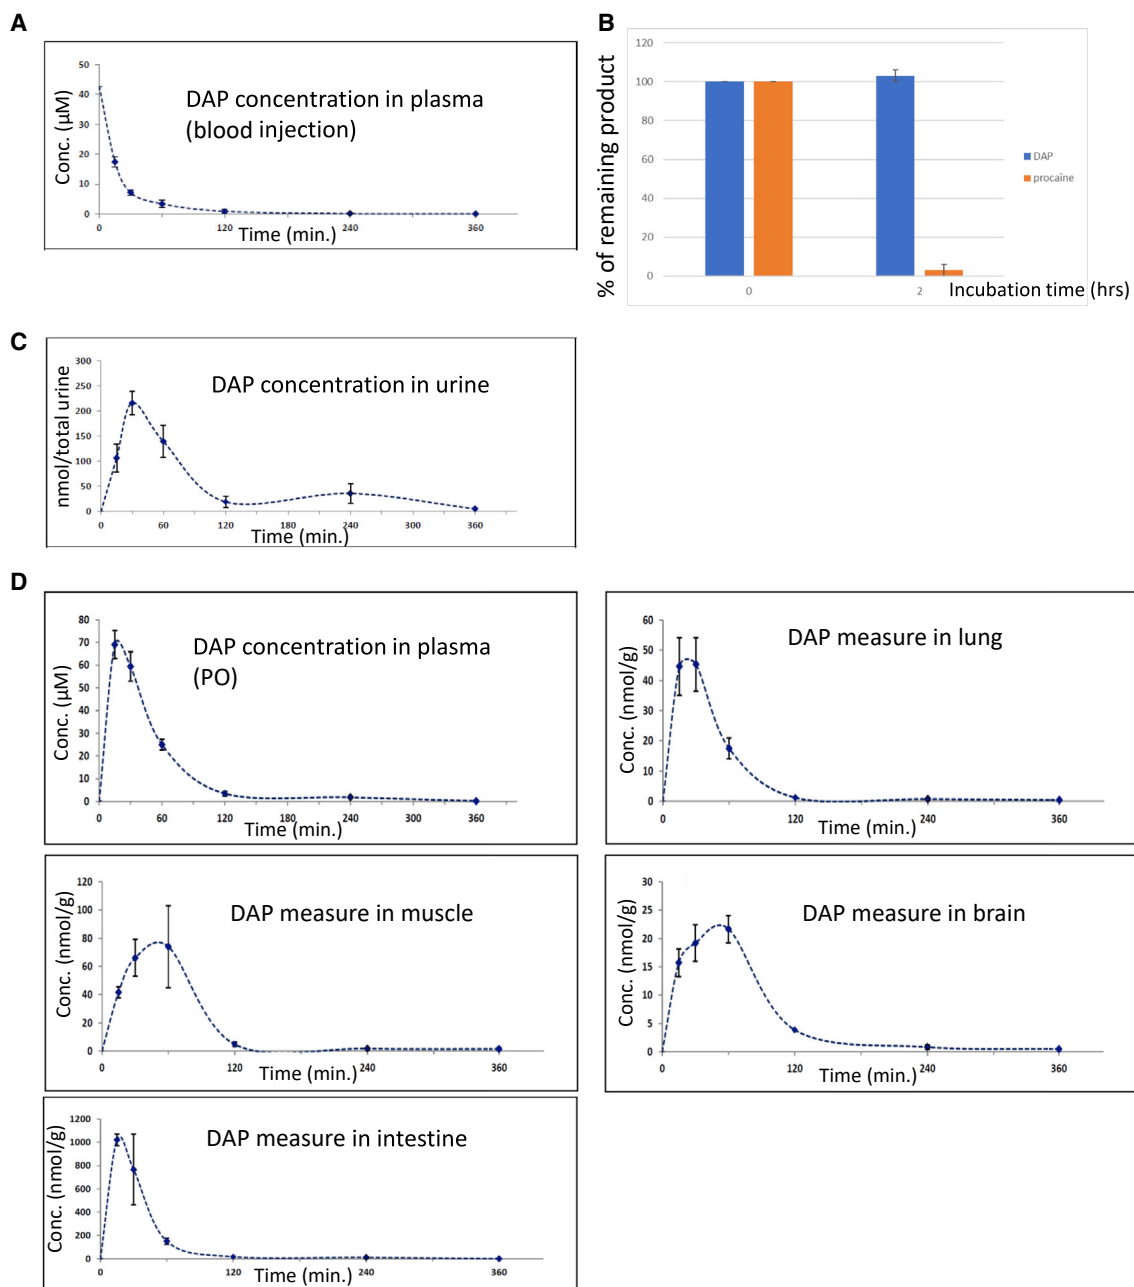 A
50
40
30
20
10
0
Conc. (µM)
DAP concentration in plasma
(blood injection)
0
120
240
360
Time (min.)
B
120
100
80
60
40
20
0
% of remaining product
DAP
procaine
0
2
Incubation time (hrs)
C
300
250
200
150
100
50
0
nmol/total urine
DAP concentration in urine
0
60
120
180
240
300
360
Time (min.)
D
80
70
60
50
40
30
20
10
0
Conc. (µM)
DAP concentration in plasma
(PO)
0
60
120
240
360
Time (min.)
60
50
40
30
20
10
0
Conc. (nmol/g)
DAP measure in lung
0
120
240
360
Time (min.)
120
100
80
60
40
20
0
Conc. (nmol/g)
DAP measure in muscle
0
120
240
360
Time (min.)
30
25
20
15
10
5
0
Conc. (nmol/g)
DAP measure in brain
0
120
240
360
Time (min.)
1200
1000
800
600
400
200
0
Conc. (nmol/g)
DAP measure in intestine
0
120
240
360
Time (min.)